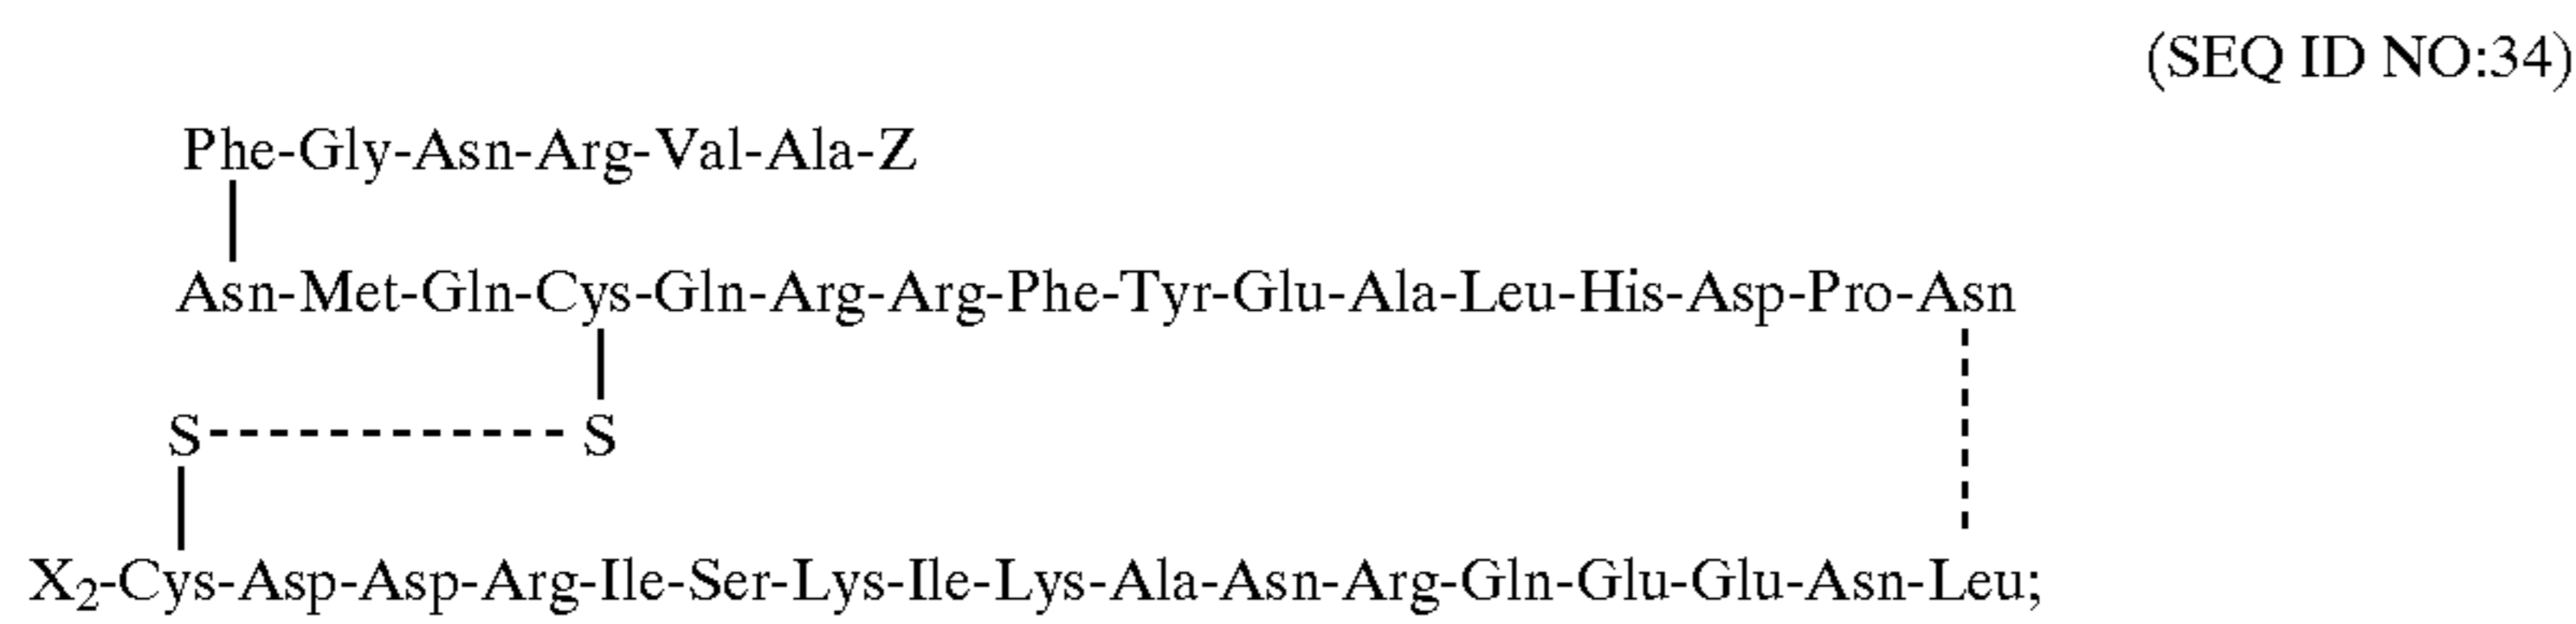 (SEQ ID NO:34)
Phe-Gly-Asn-Arg-Val-Ala-Z
Asn-Met-Gln-Cys-Gln-Arg-Arg-Phe-Tyr-Glu-Ala-Leu-His-Asp-Pro-Asn
S------------S
X₂-Cys-Asp-Asp-Arg-Ile-Ser-Lys-Ile-Lys-Ala-Asn-Arg-Gln-Glu-Glu-Asn-Leu;